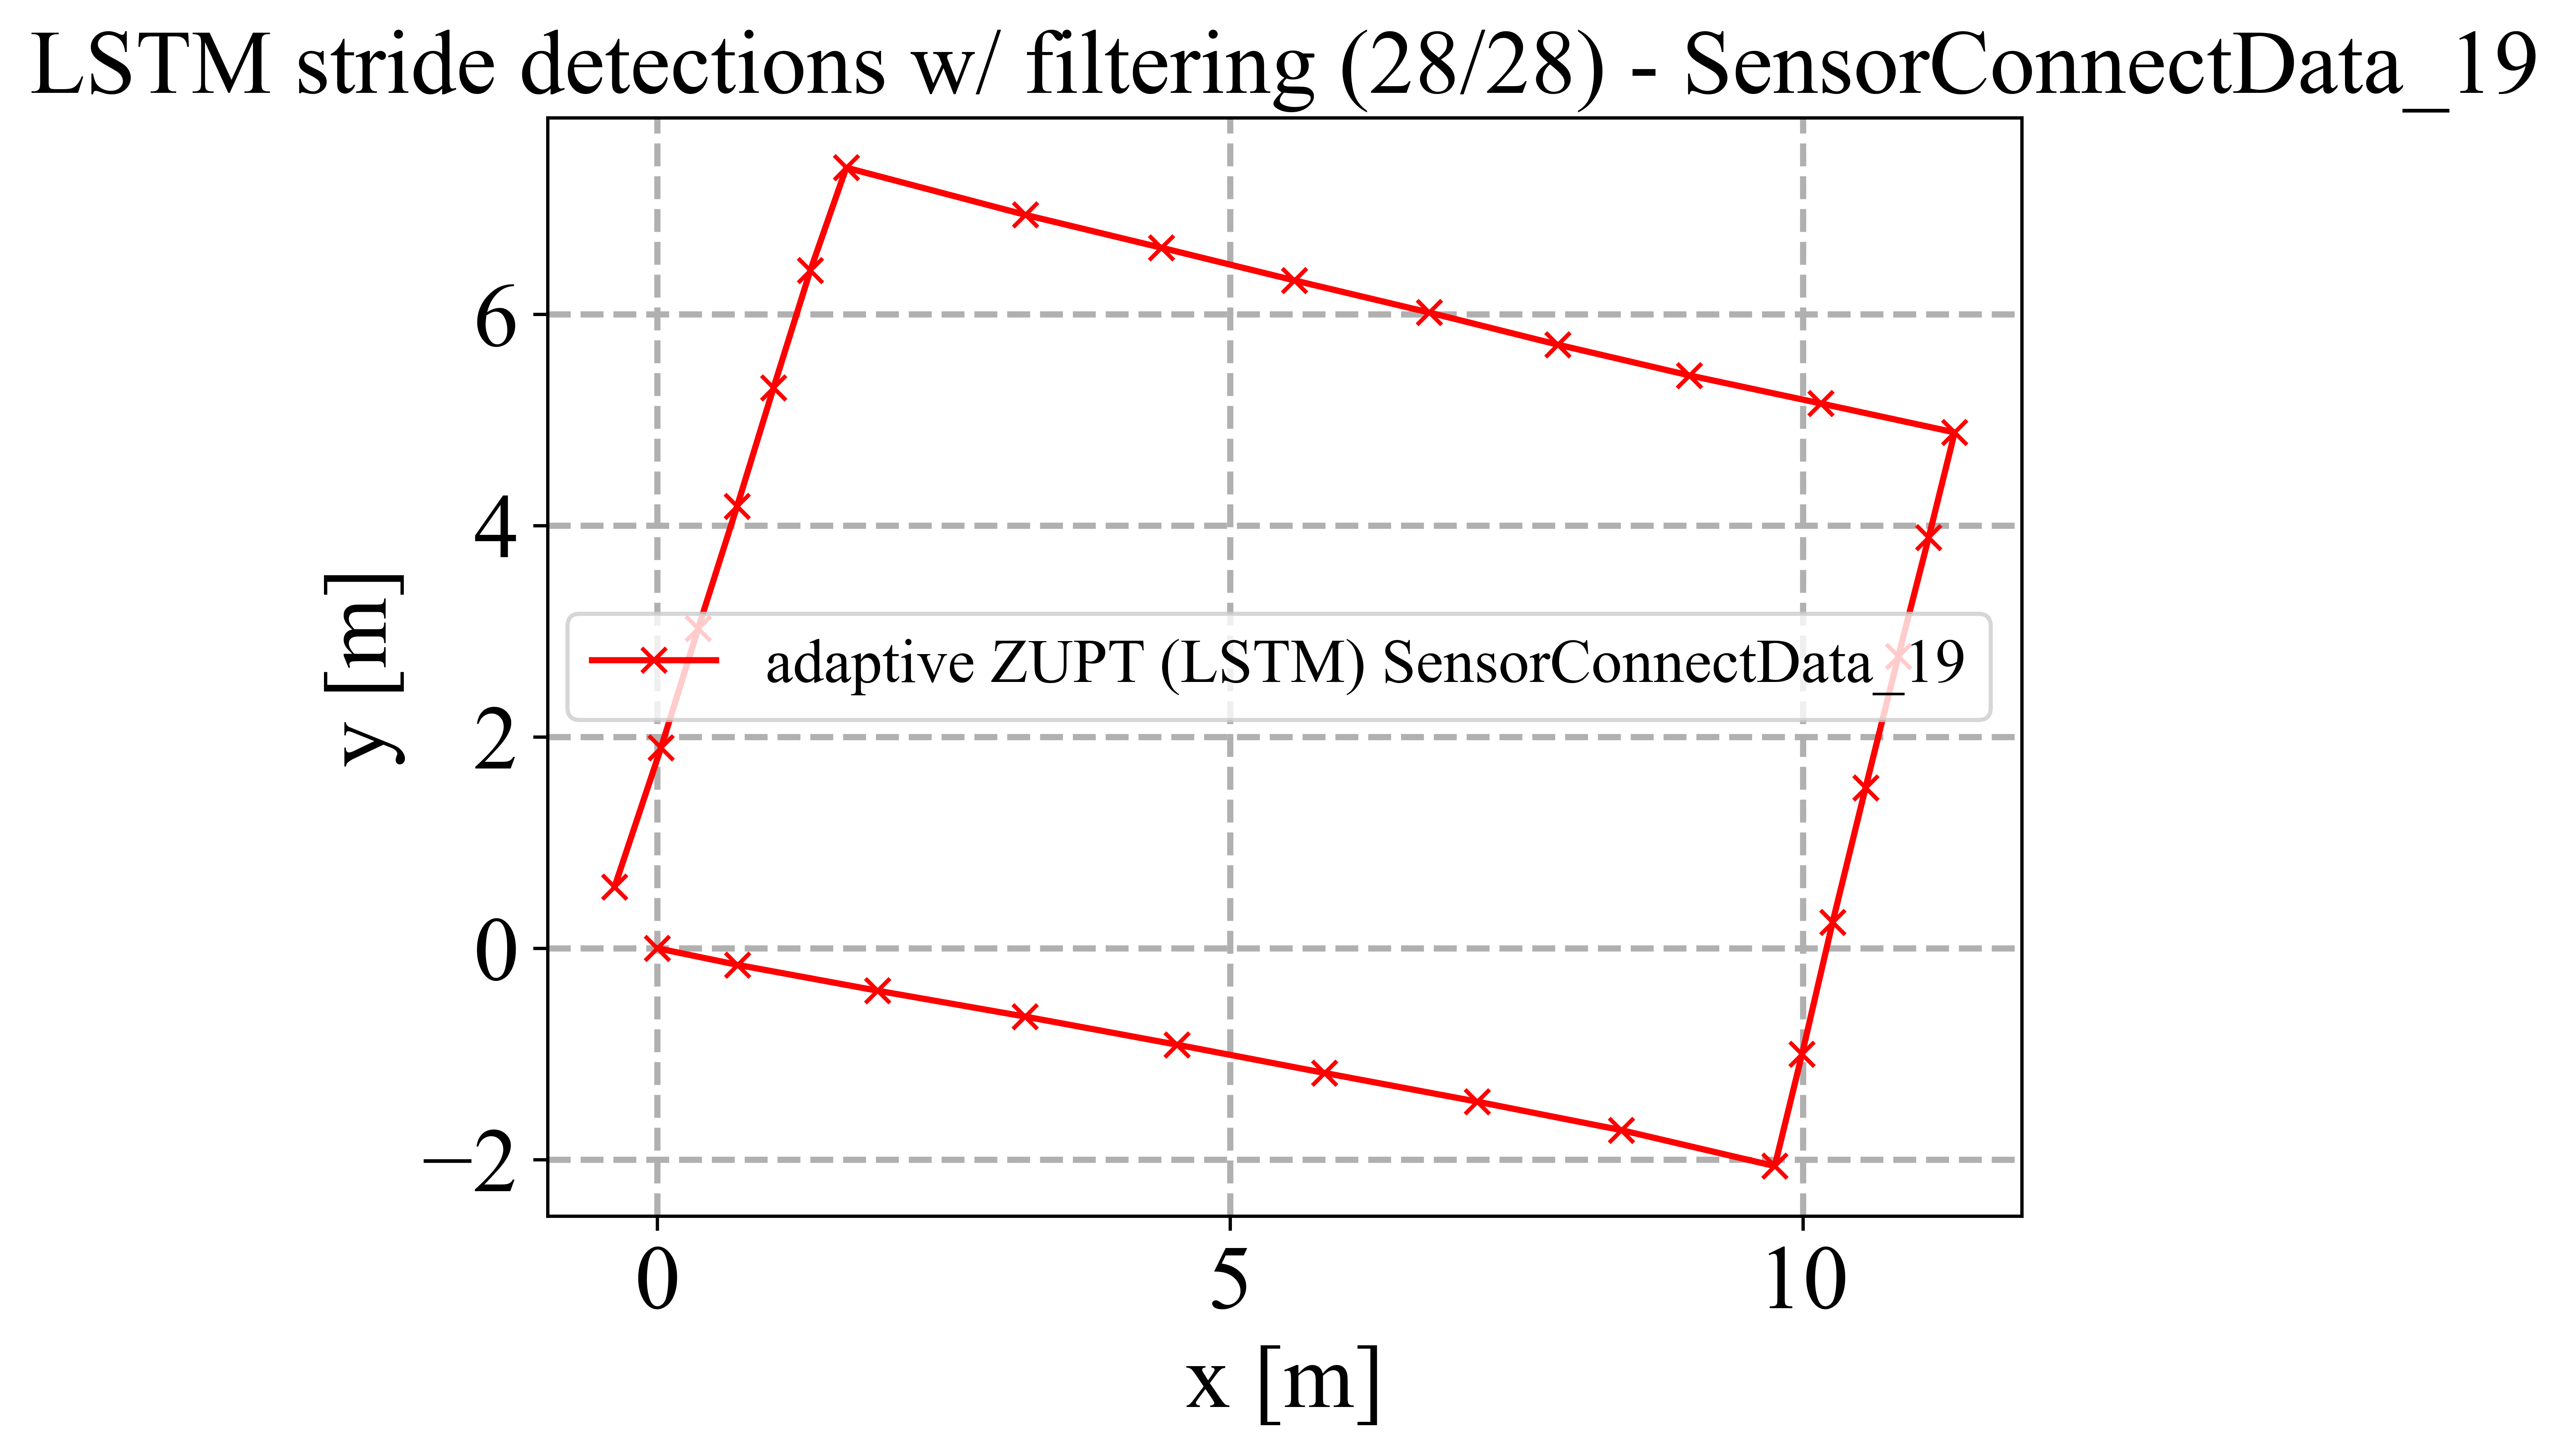 LSTM stride detections w/ filtering (28/28) - SensorConnectData_19
6
4
adaptive ZUPT (LSTM) SensorConnectData_19
y [m]
2
0
−2
0 5 10
x [m]